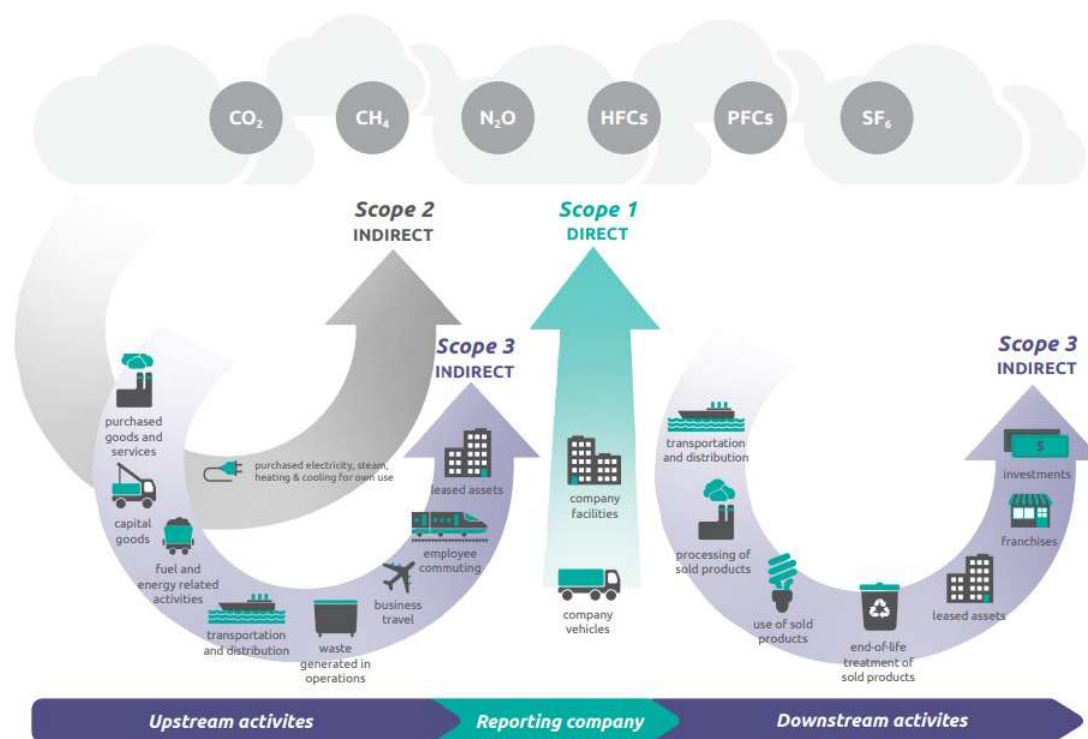 CO₂
CH₄
N₂O
HFCs
PFCs
SF₆
Scope 2
INDIRECT
Scope 1
DIRECT
Scope 3
INDIRECT
Scope 3
INDIRECT
purchased
goods and
services
capital
goods
fuel and
energy related
activities
transportation
and distribution
waste
generated in
operations
business
travel
employee
commuting
leased assets
purchased electricity, steam,
heating & cooling for own use
company
facilities
company
vehicles
transportation
and distribution
processing of
sold products
use of sold
products
end-of-life
treatment of
sold products
leased assets
franchises
$
investments
Upstream activites
Reporting company
Downstream activites